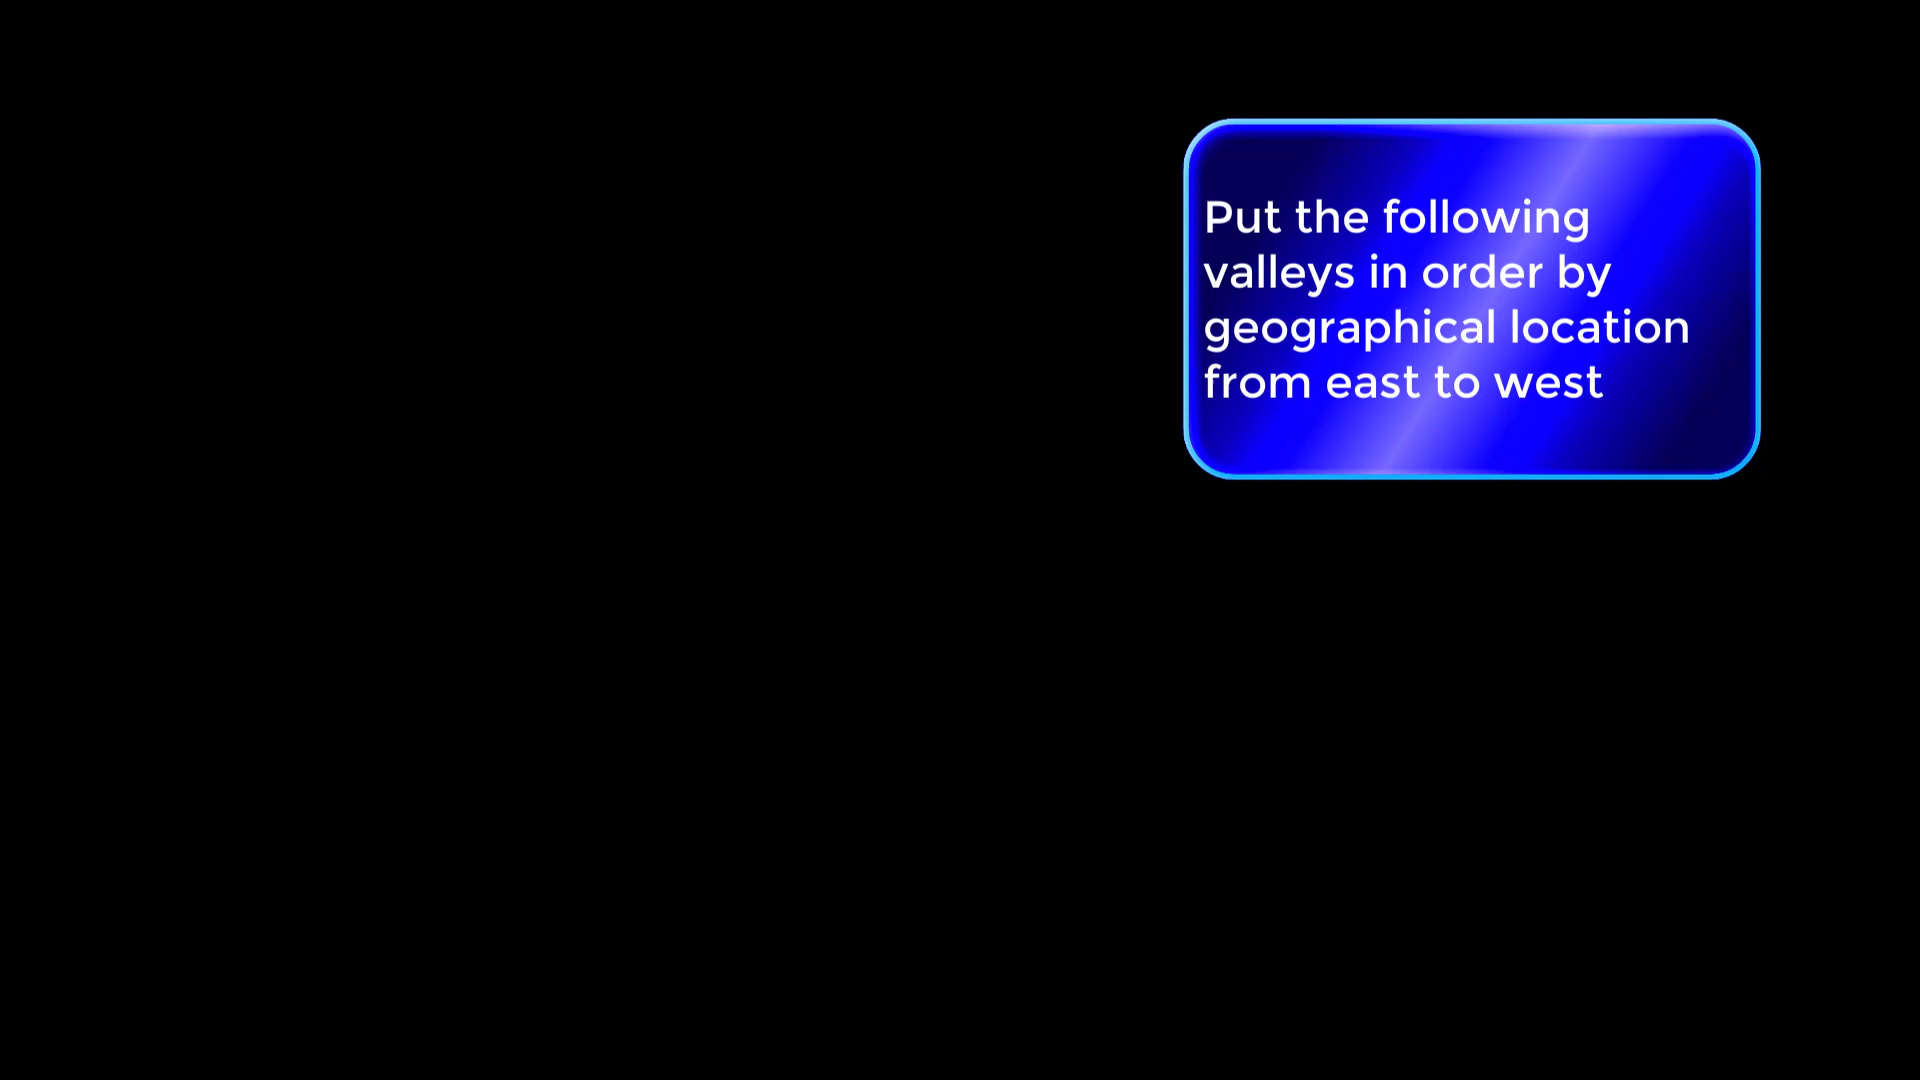 Put the following
valleys in order by
geographical location
from east to west